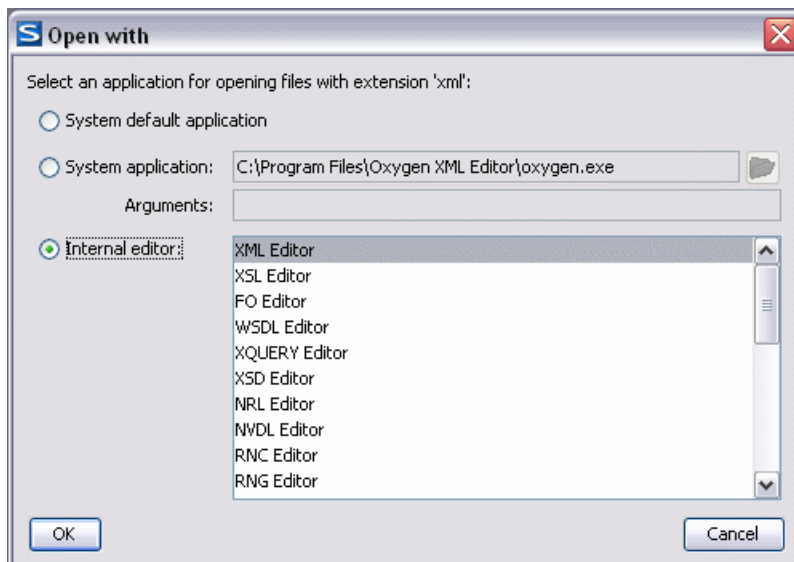 S Open with
Select an application for opening files with extension 'xml':
System default application
System application: C:\Program Files\Oxygen XML Editor\oxygen.exe
Arguments:
Internal editor: XML Editor
XSL Editor
FO Editor
WSDL Editor
XQUERY Editor
XSD Editor
NRL Editor
NVDL Editor
RNC Editor
RNG Editor
OK Cancel